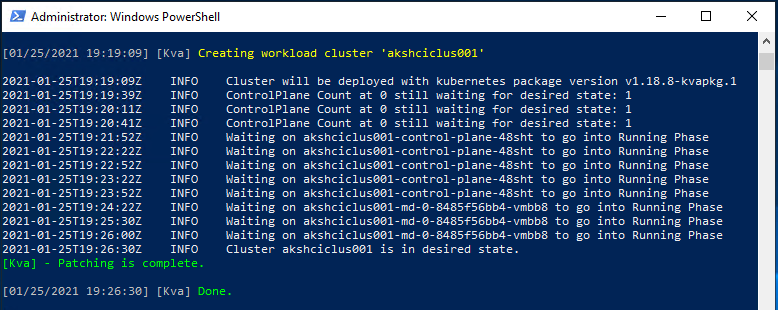 Administrator: Windows PowerShell
[01/25/2021 19:19:09] [Kva] Creating workload cluster 'akshciclus001'
2021-01-25T19:19:09Z    INFO    Cluster will be deployed with kubernetes package version v1.18.8-kvapkg.1
2021-01-25T19:19:39Z    INFO    ControlPlane Count at 0 still waiting for desired state: 1
2021-01-25T19:20:11Z    INFO    ControlPlane Count at 0 still waiting for desired state: 1
2021-01-25T19:20:41Z    INFO    ControlPlane Count at 0 still waiting for desired state: 1
2021-01-25T19:21:52Z    INFO    Waiting on akshciclus001-control-plane-48sht to go into Running Phase
2021-01-25T19:22:22Z    INFO    Waiting on akshciclus001-control-plane-48sht to go into Running Phase
2021-01-25T19:22:52Z    INFO    Waiting on akshciclus001-control-plane-48sht to go into Running Phase
2021-01-25T19:23:22Z    INFO    Waiting on akshciclus001-control-plane-48sht to go into Running Phase
2021-01-25T19:23:52Z    INFO    Waiting on akshciclus001-control-plane-48sht to go into Running Phase
2021-01-25T19:24:22Z    INFO    Waiting on akshciclus001-md-0-8485f56bb4-vmbb8 to go into Running Phase
2021-01-25T19:25:30Z    INFO    Waiting on akshciclus001-md-0-8485f56bb4-vmbb8 to go into Running Phase
2021-01-25T19:26:00Z    INFO    Waiting on akshciclus001-md-0-8485f56bb4-vmbb8 to go into Running Phase
2021-01-25T19:26:30Z    INFO    Cluster akshciclus001 is in desired state.
[Kva] - Patching is complete.
[01/25/2021 19:26:30] [Kva] Done.